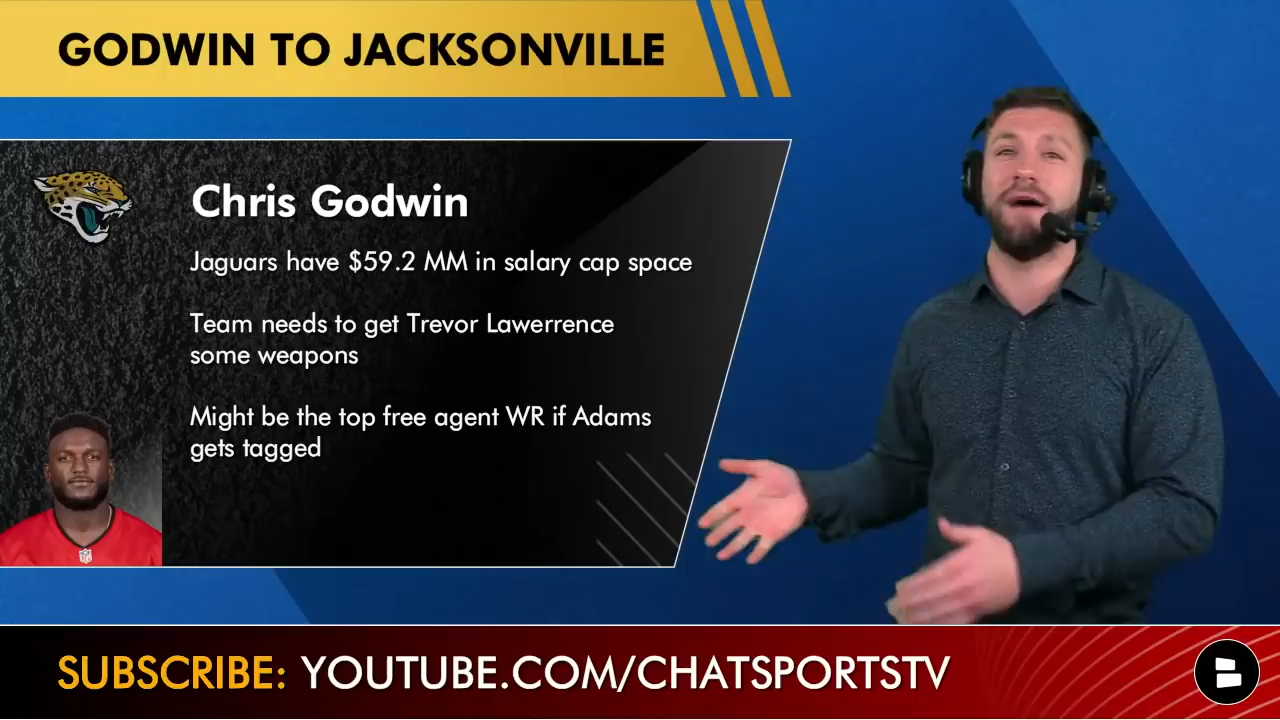 GODWIN TO JACKSONVILLE
Chris Godwin
Jaguars have $59.2 MM in salary cap space
Team needs to get Trevor Lawerrence
some weapons
Might be the top free agent WR if Adams
gets tagged
SUBSCRIBE: YOUTUBE.COM/CHATSPORTSTV